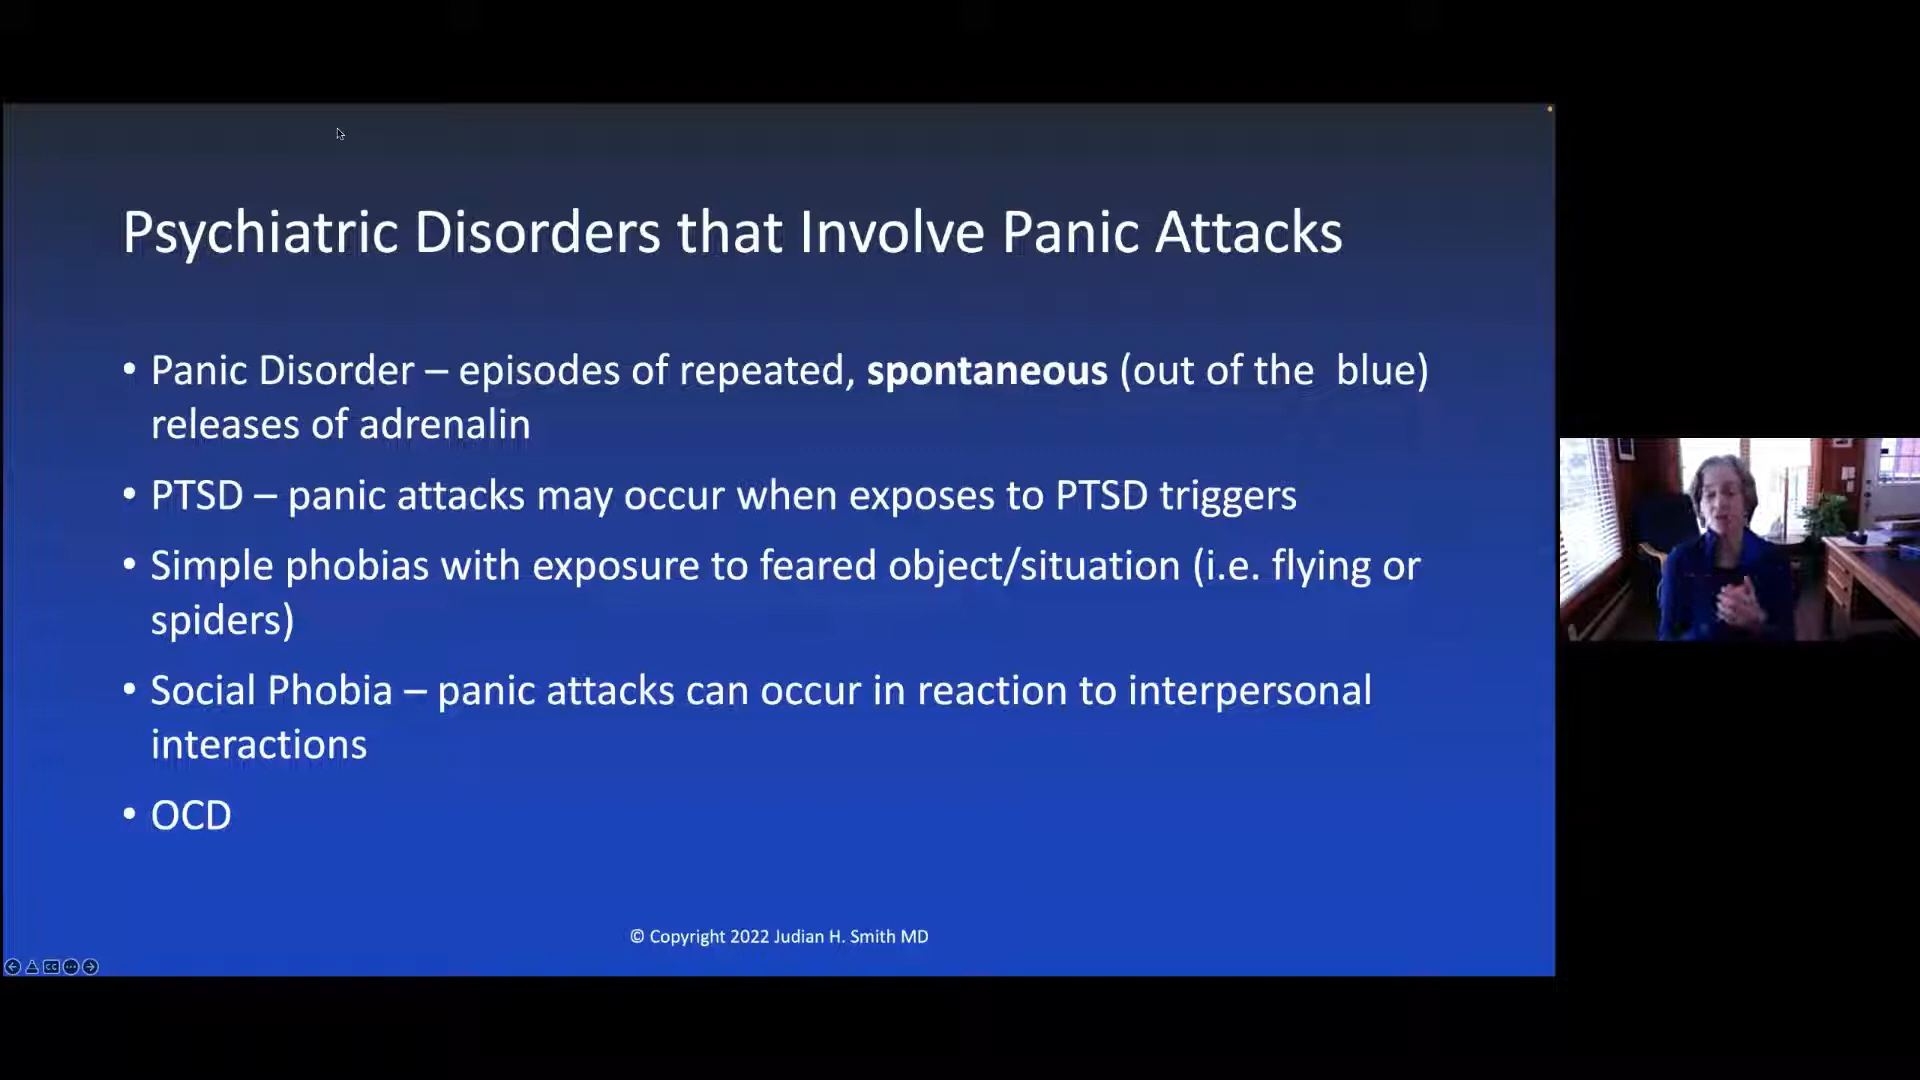 Psychiatric Disorders that Involve Panic Attacks
• Panic Disorder – episodes of repeated, spontaneous (out of the  blue)
releases of adrenalin
• PTSD – panic attacks may occur when exposes to PTSD triggers
• Simple phobias with exposure to feared object/situation (i.e. flying or
spiders)
• Social Phobia – panic attacks can occur in reaction to interpersonal
interactions
• OCD
© Copyright 2022 Judian H. Smith MD
CC